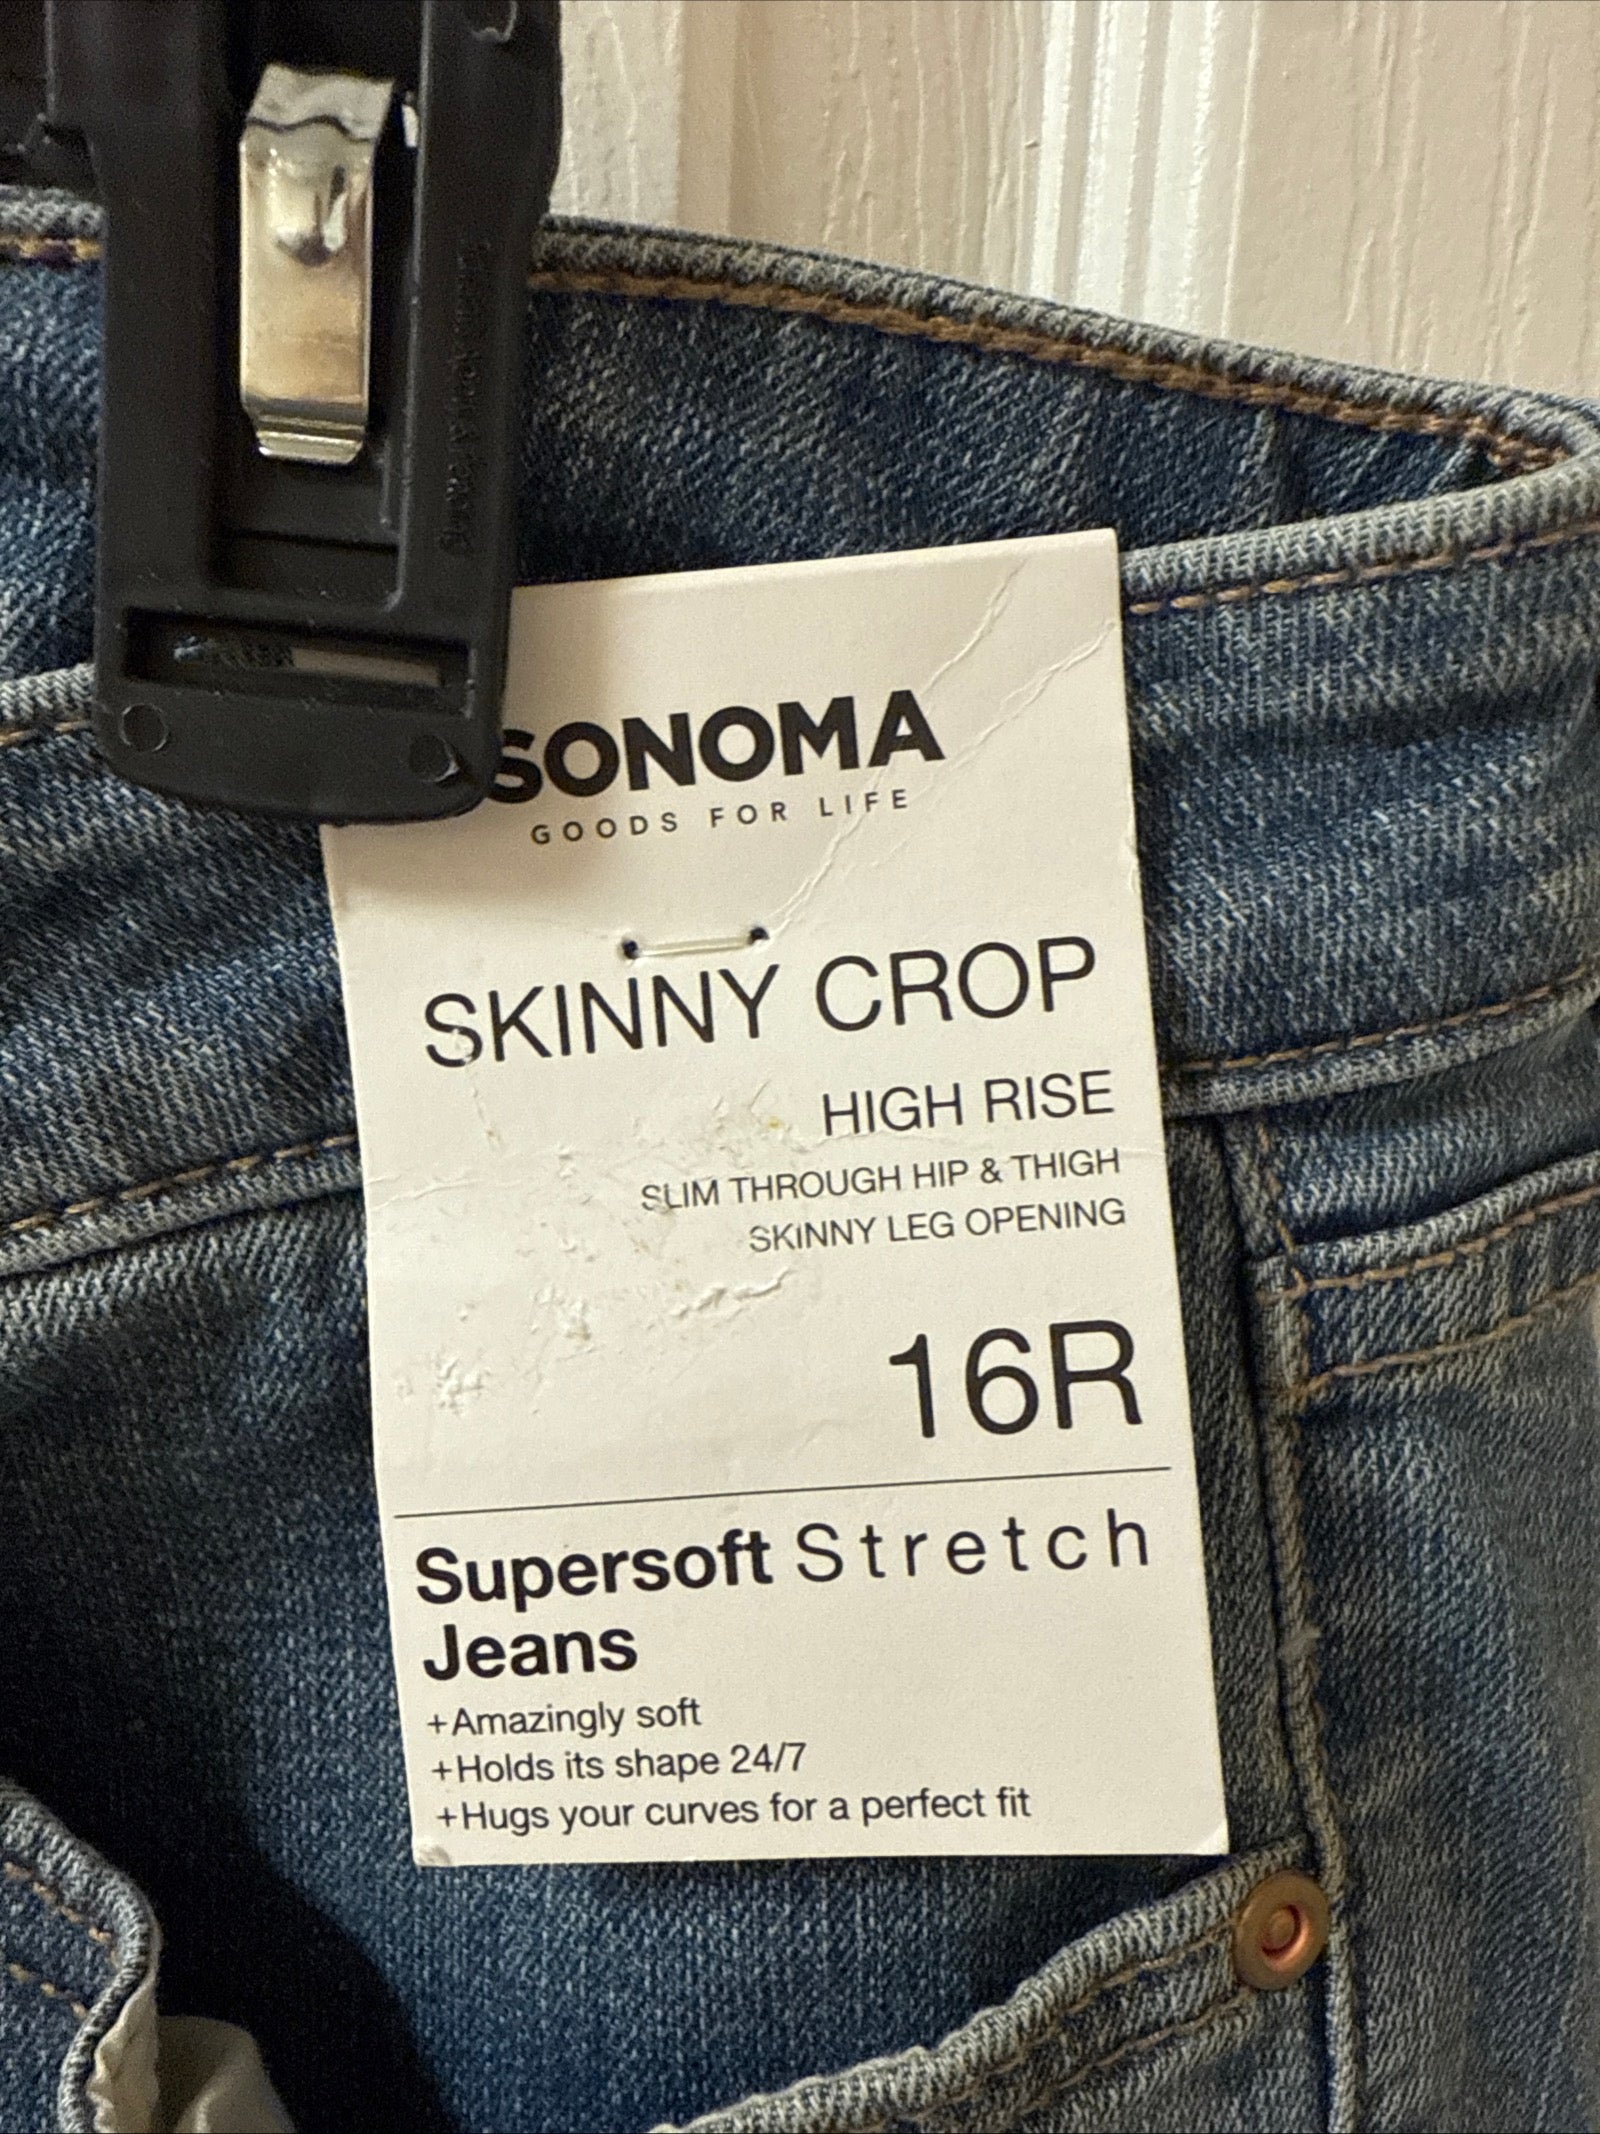 SONOMA
GOODS FOR LIFE
SKINNY CROP
HIGH RISE
SLIM THROUGH HIP & THIGH
SKINNY LEG OPENING
16R
Supersoft Stretch
Jeans
+Amazingly soft
+Holds its shape 24/7
+Hugs your curves for a perfect fit